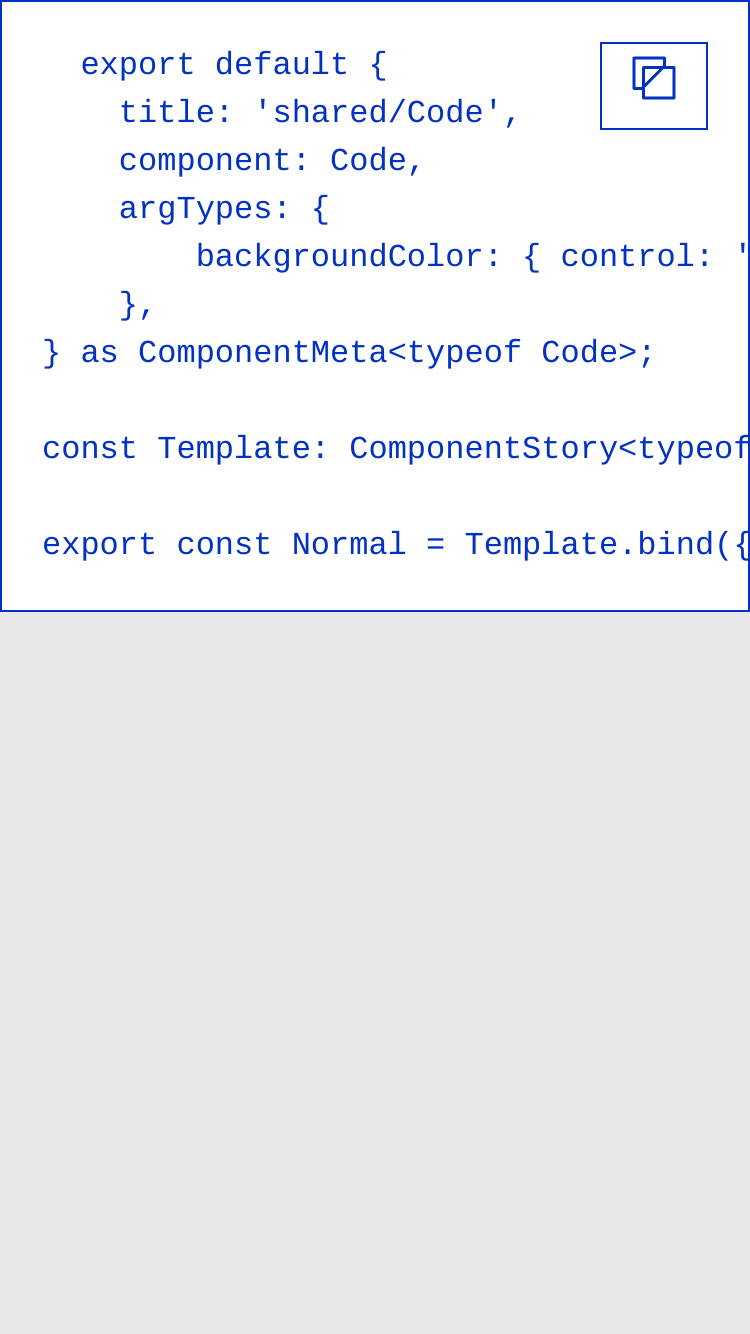 export default {
    title: 'shared/Code',
    component: Code,
    argTypes: {
        backgroundColor: { control: '
    },
} as ComponentMeta<typeof Code>;

const Template: ComponentStory<typeof

export const Normal = Template.bind({